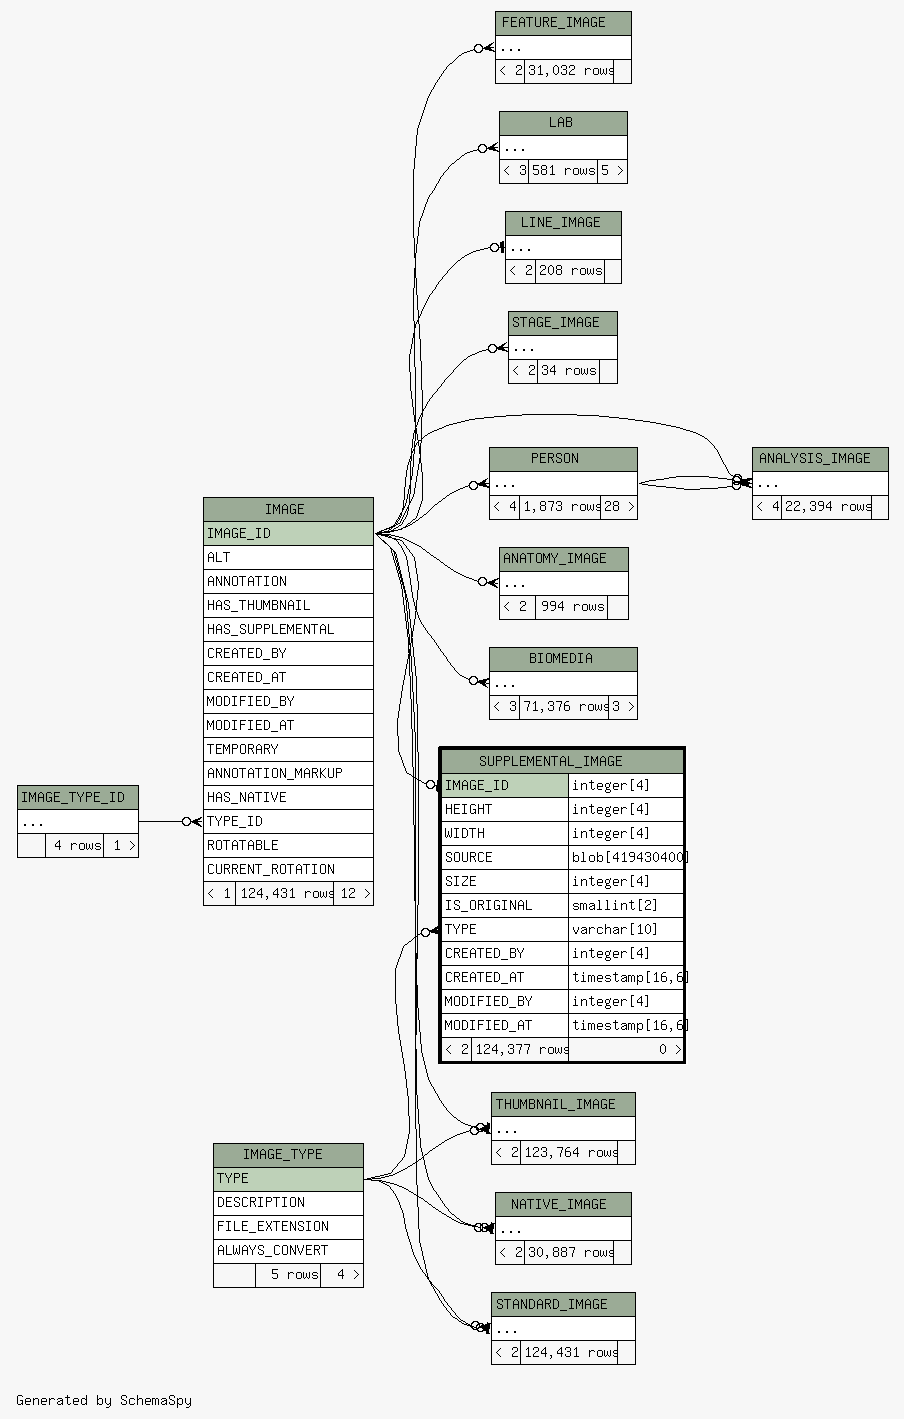 FEATURE_IMAGE
...
< 2 31,032 rows
LAB
...
< 3 581 rows 5 >
LINE_IMAGE
...
< 2 208 rows
STAGE_IMAGE
...
< 2 34 rows
PERSON
...
< 4 1,873 rows 28 >
ANALYSIS_IMAGE
...
< 4 22,394 rows
IMAGE
IMAGE_ID
ALT
ANNOTATION
HAS_THUMBNAIL
HAS_SUPPLEMENTAL
CREATED_BY
CREATED_AT
MODIFIED_BY
MODIFIED_AT
TEMPORARY
ANNOTATION_MARKUP
HAS_NATIVE
TYPE_ID
ROTATABLE
CURRENT_ROTATION
< 1 124,431 rows 12 >
ANATOMY_IMAGE
...
< 2 994 rows
BIOMEDIA
...
< 3 71,376 rows 3 >
IMAGE_TYPE_ID
...
4 rows 1 >
SUPPLEMENTAL_IMAGE
IMAGE_ID integer[4]
HEIGHT integer[4]
WIDTH integer[4]
SOURCE blob[419430400]
SIZE integer[4]
IS_ORIGINAL smallint[2]
TYPE varchar[10]
CREATED_BY integer[4]
CREATED_AT timestamp[16,6]
MODIFIED_BY integer[4]
MODIFIED_AT timestamp[16,6]
< 2 124,377 rows 0 >
THUMBNAIL_IMAGE
...
< 2 123,764 rows
IMAGE_TYPE
TYPE
DESCRIPTION
FILE_EXTENSION
ALWAYS_CONVERT
5 rows 4 >
NATIVE_IMAGE
...
< 2 30,887 rows
STANDARD_IMAGE
...
< 2 124,431 rows
Generated by SchemaSpy